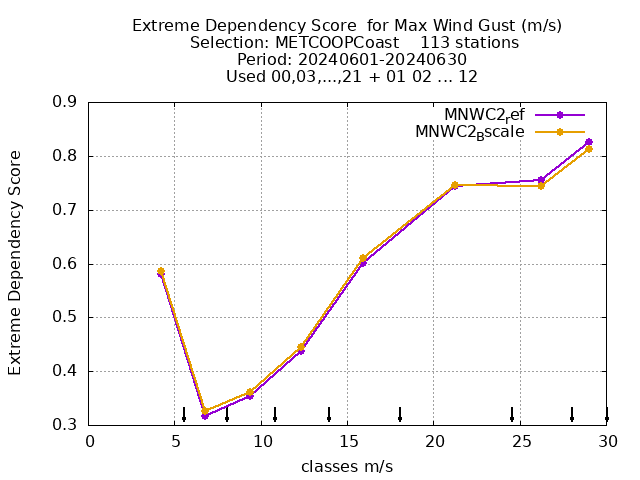 Extreme Dependency Score  for Max Wind Gust (m/s)
Selection: METCOOPCoast    113 stations
Period: 20240601-20240630
Used 00,03,...,21 + 01 02 ... 12
MNWC2ref
MNWC2Bscale
Extreme Dependency Score
0.9
0.8
0.7
0.6
0.5
0.4
0.3
0 5 10 15 20 25 30
classes m/s